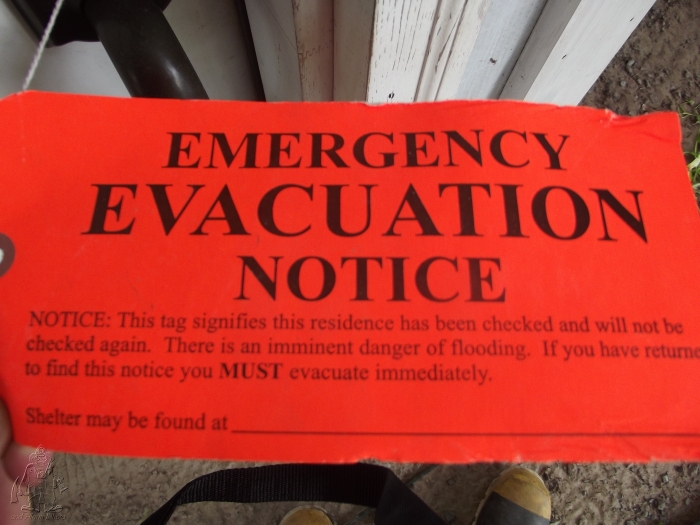 EMERGENCY
EVACUATION
NOTICE
NOTICE: This tag signifies this residence has been checked and will not be
checked again. There is an imminent danger of flooding. If you have returne
to find this notice you MUST evacuate immediately.
Shelter may be found at